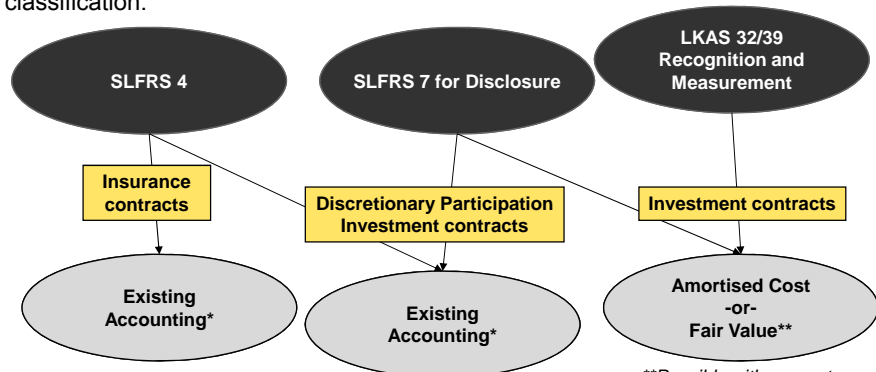 classification.
SLFRS 4
SLFRS 7 for Disclosure
LKAS 32/39
Recognition and
Measurement
Insurance
contracts
Discretionary Participation
Investment contracts
Investment contracts
Existing
Accounting*
Existing
Accounting*
Amortised Cost
-or-
Fair Value**